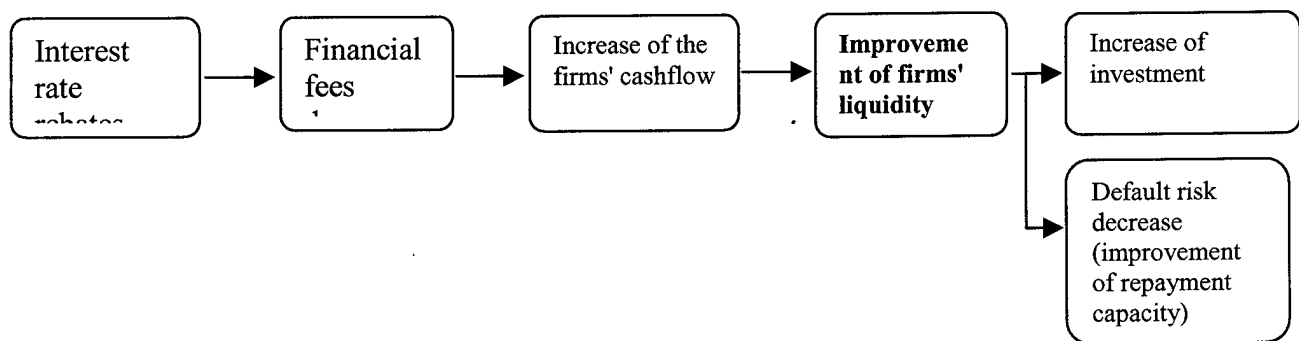 Interest
rate
rebates
Financial
fees
Increase of the
firms' cashflow
Improveme
nt of firms'
liquidity
Increase of
investment
Default risk
decrease
(improvement
of repayment
capacity)